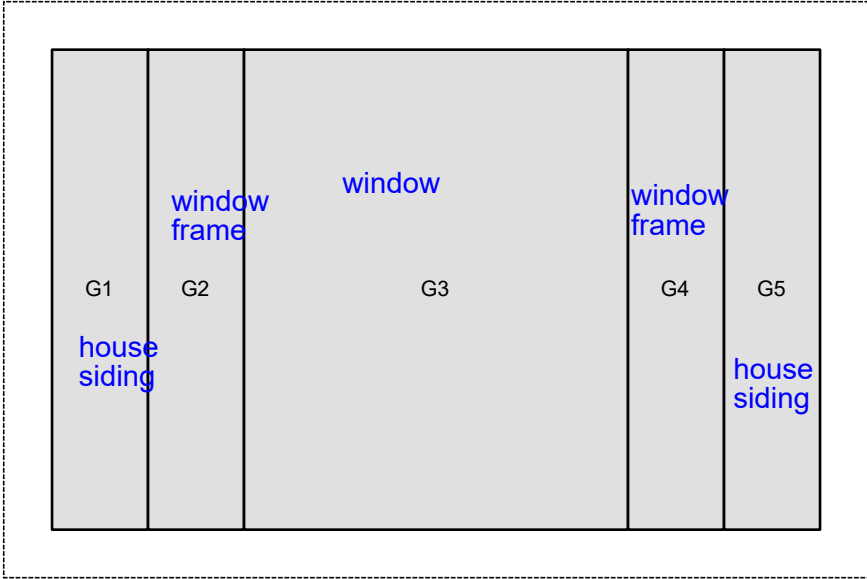 window
window
frame
window
frame
G1
G2
G3
G4
G5
house
siding
house
siding